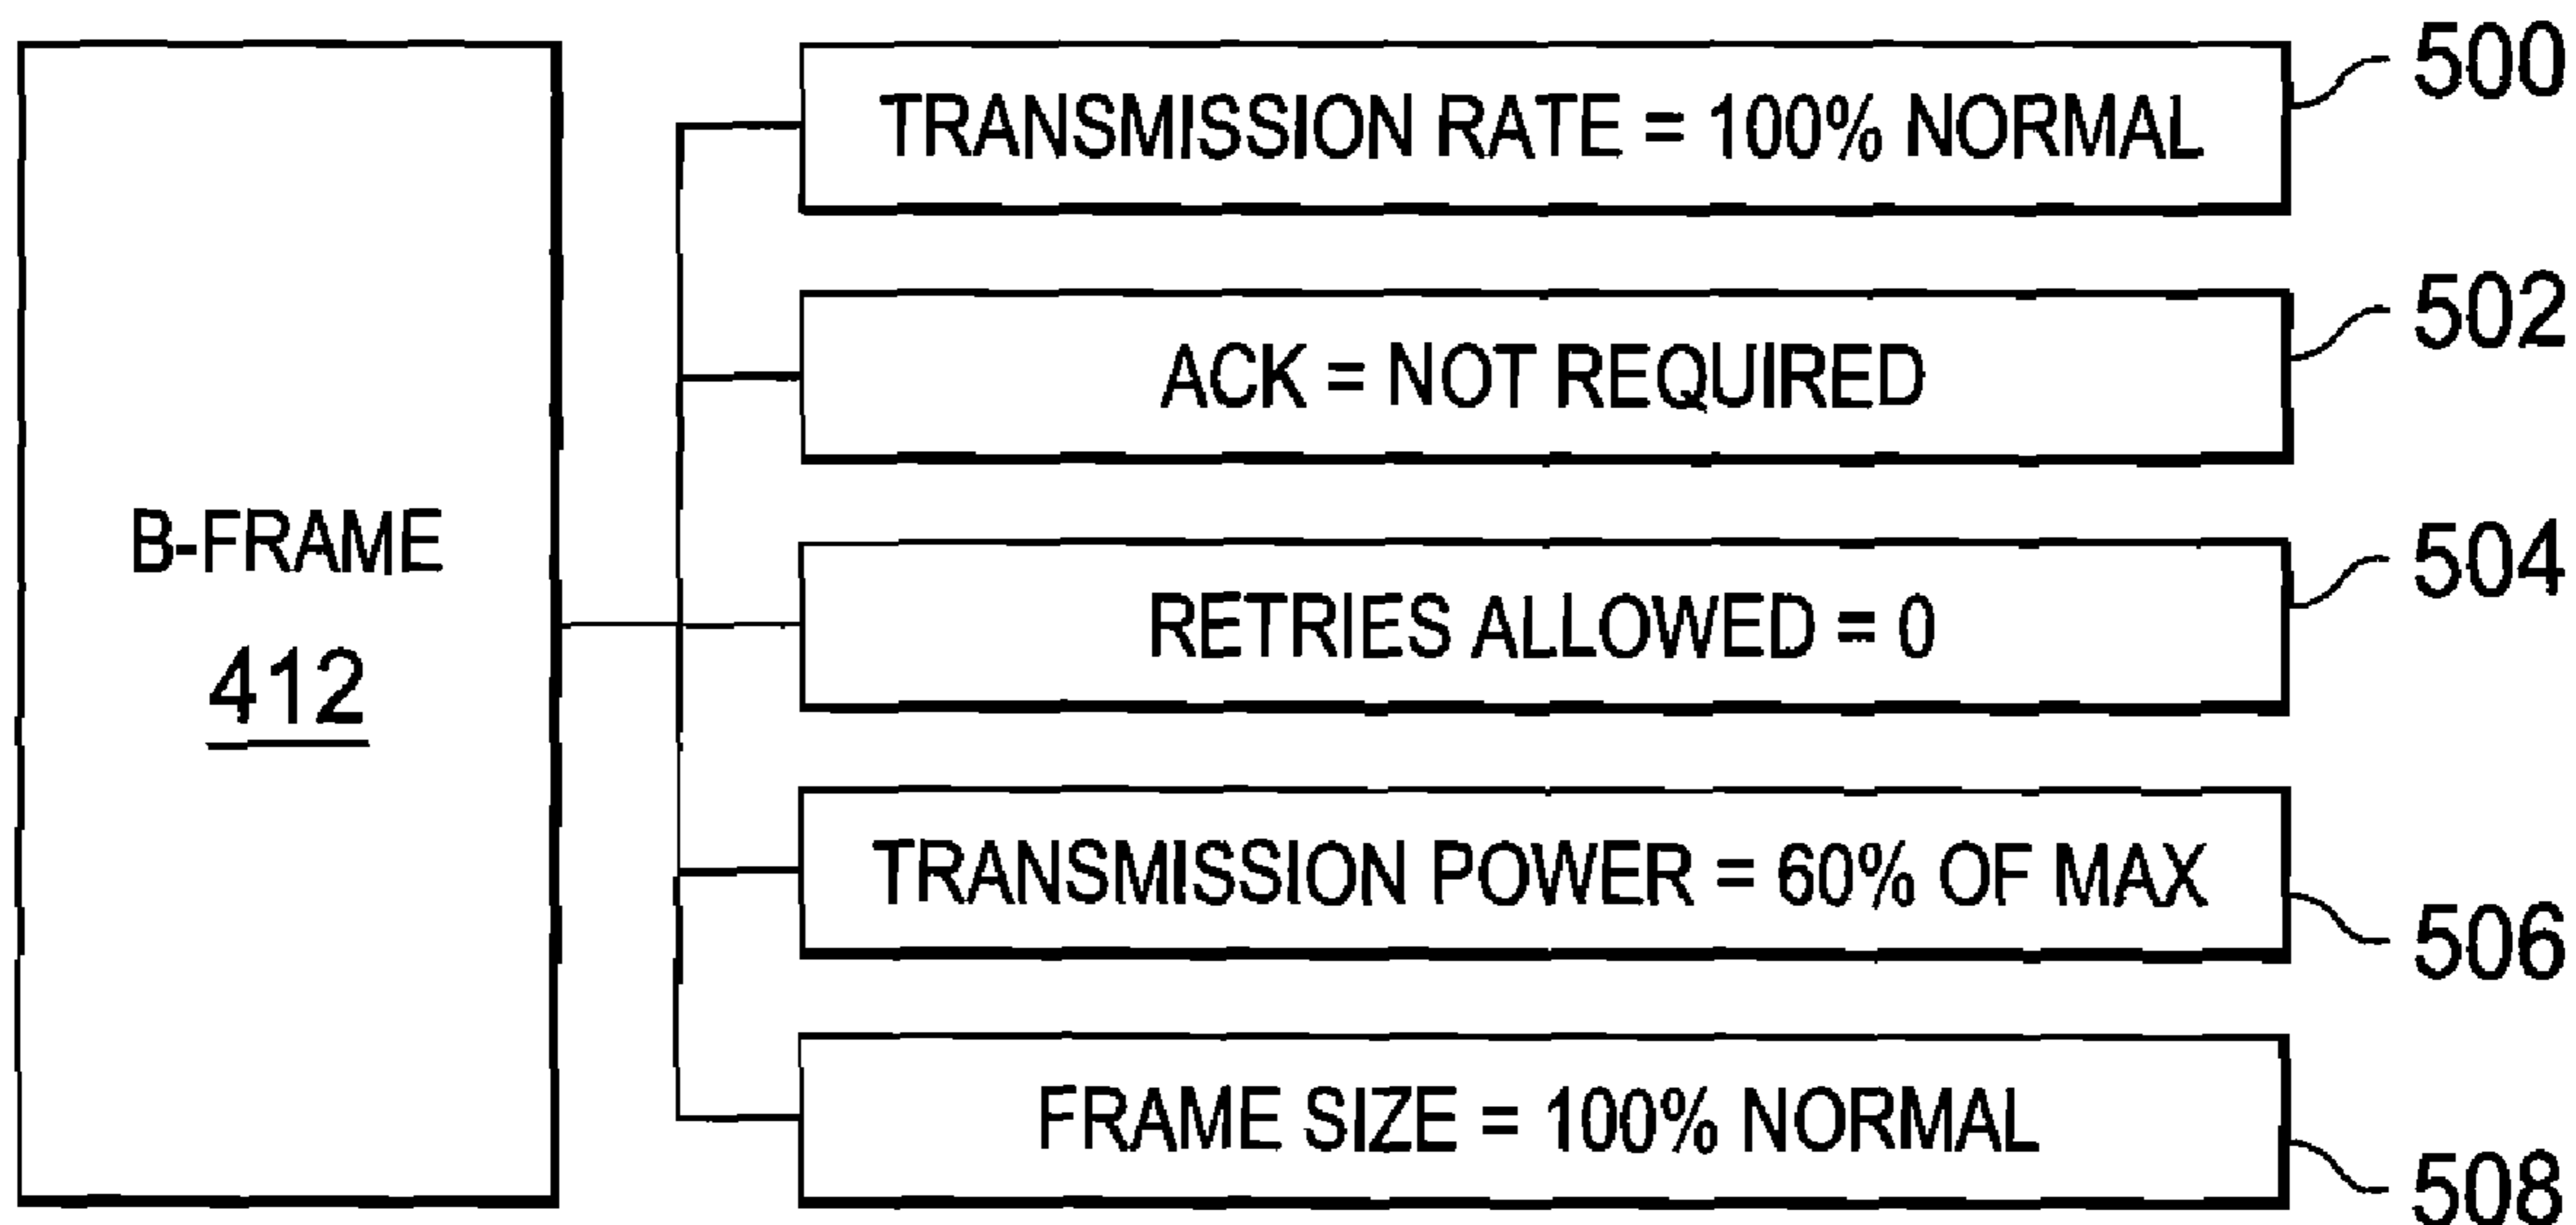 TRANSMISSION RATE = 100% NORMAL
500
ACK = NOT REQUIRED
502
B-FRAME
412
RETRIES ALLOWED = 0
504
TRANSMISSION POWER = 60% OF MAX
506
FRAME SIZE = 100% NORMAL
508